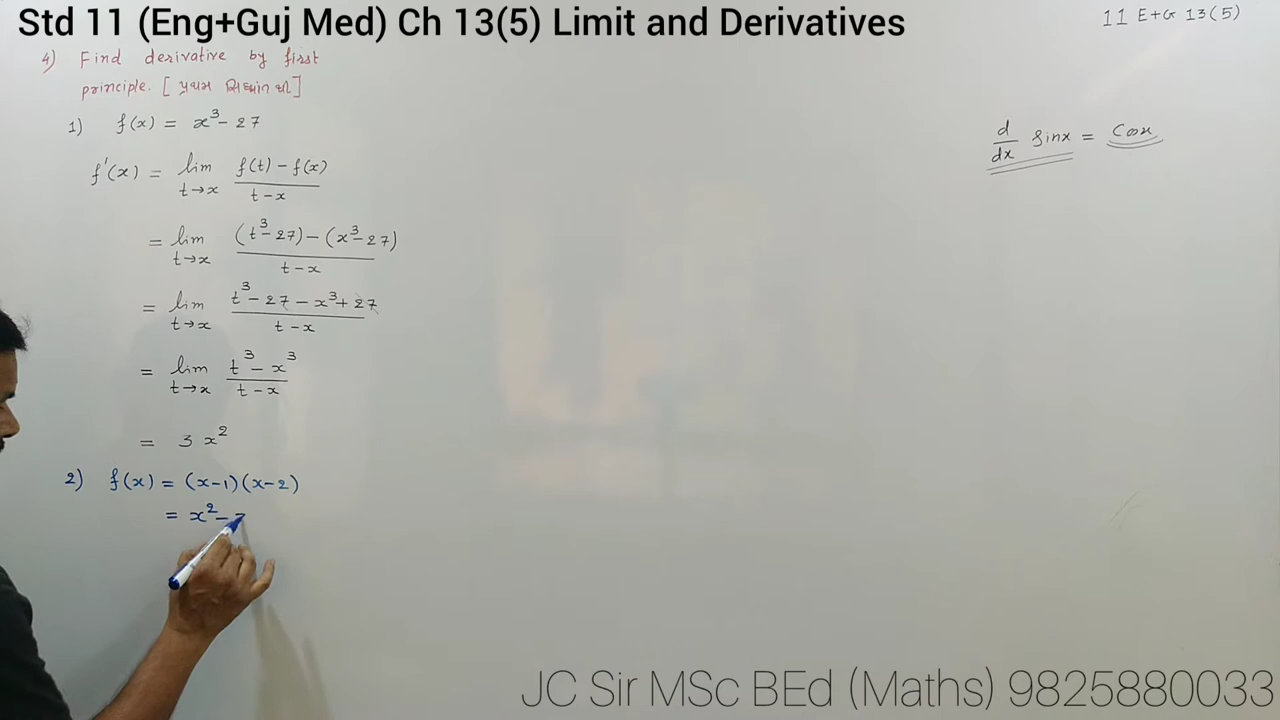 Std 11 (Eng+Guj Med) Ch 13(5) Limit and Derivatives
11 E+G 13(5)
4) Find derivative by first
principle. [પ્રથમ સિદ્ધાંત થી]
1) f(x) = x³ - 27
f'(x) = lim t→x f(t) - f(x) / t - x
= lim t→x (t³ - 27) - (x³ - 27) / t - x
= lim t→x t³ - 27 - x³ + 27 / t - x
= lim t→x t³ - x³ / t - x
= 3x²
2) f(x) = (x-1)(x-2)
= x² -
d/dx sinx = cosx
JC Sir MSc BEd (Maths) 9825880033